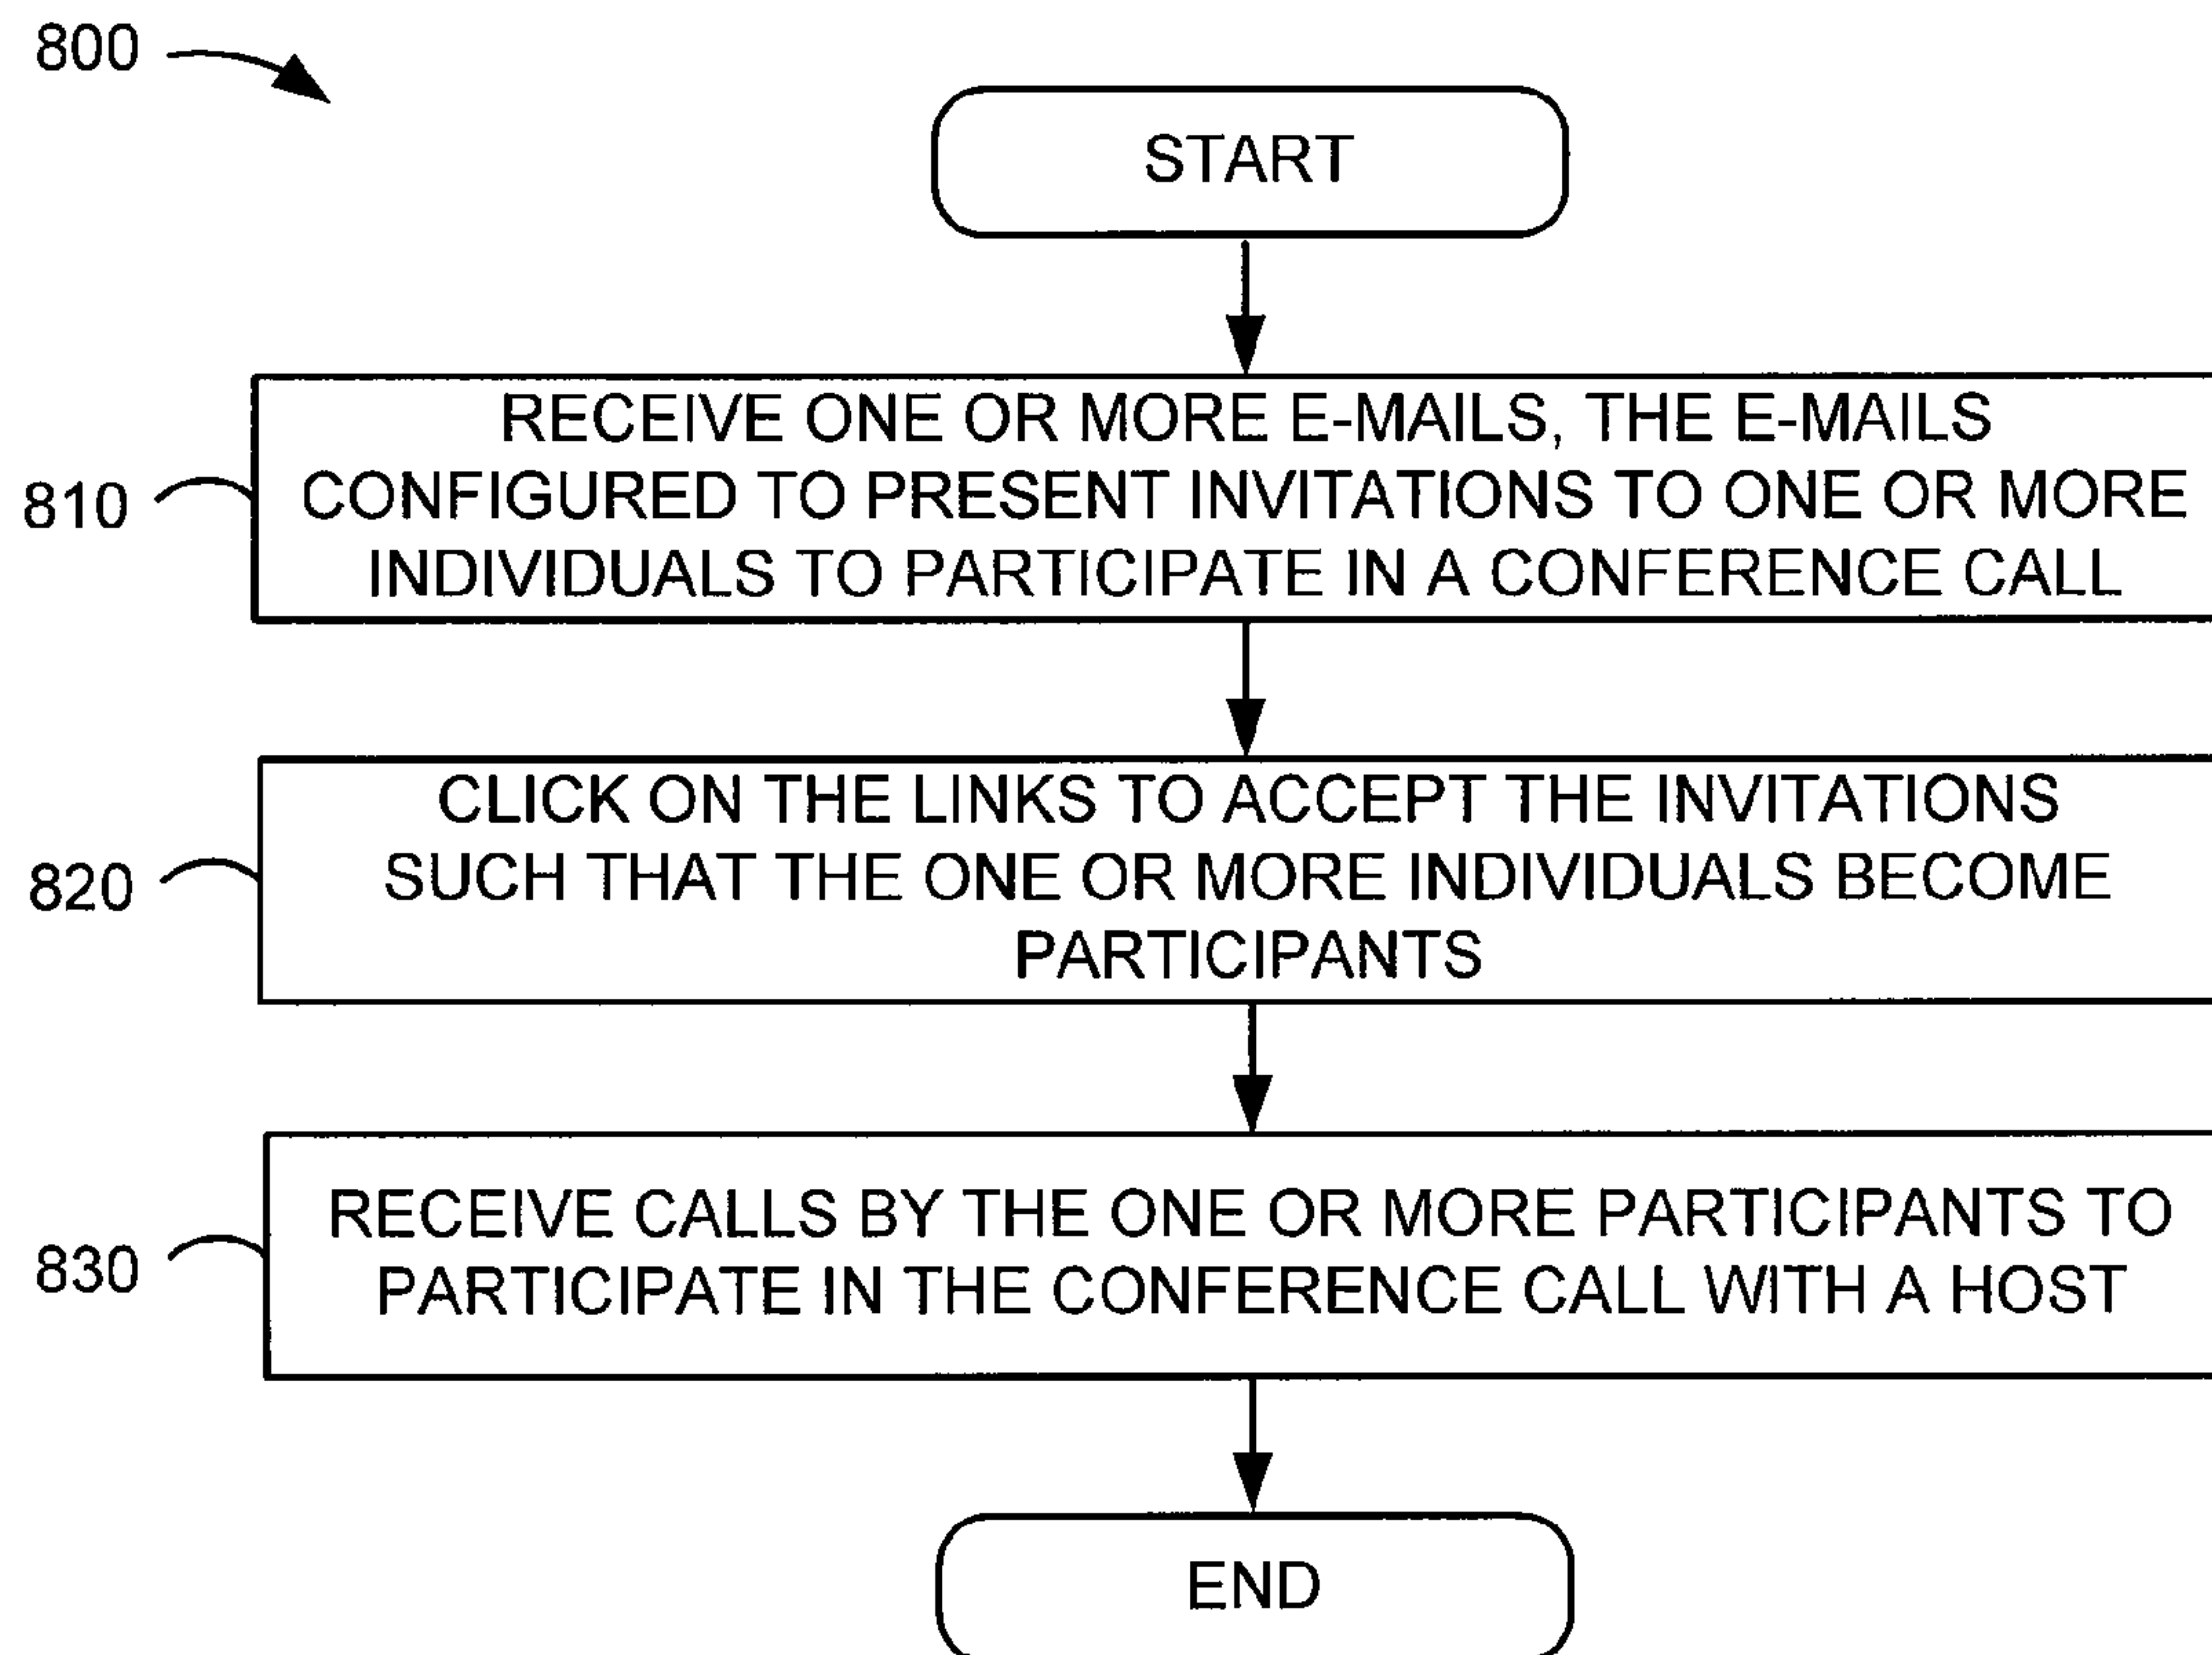 800
START
810
RECEIVE ONE OR MORE E-MAILS, THE E-MAILS
CONFIGURED TO PRESENT INVITATIONS TO ONE OR MORE
INDIVIDUALS TO PARTICIPATE IN A CONFERENCE CALL
820
CLICK ON THE LINKS TO ACCEPT THE INVITATIONS
SUCH THAT THE ONE OR MORE INDIVIDUALS BECOME
PARTICIPANTS
830
RECEIVE CALLS BY THE ONE OR MORE PARTICIPANTS TO
PARTICIPATE IN THE CONFERENCE CALL WITH A HOST
END